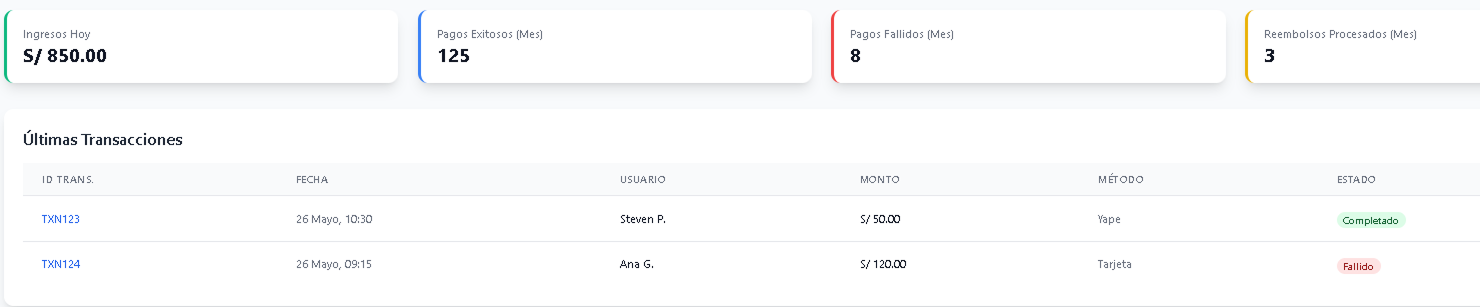 Ingresos Hoy Pagos Exitosos (Mes) Pagos Fallidos (Mes) Reembolsos Procesados (Mes)
S/ 850.00 125 8 3
Últimas Transacciones
ID TRANS. FECHA USUARIO MONTO MÉTODO ESTADO
TXN123 26 Mayo, 10:30 Steven P. S/ 50.00 Yape Completado
TXN124 26 Mayo, 09:15 Ana G. S/ 120.00 Tarjeta Fallido